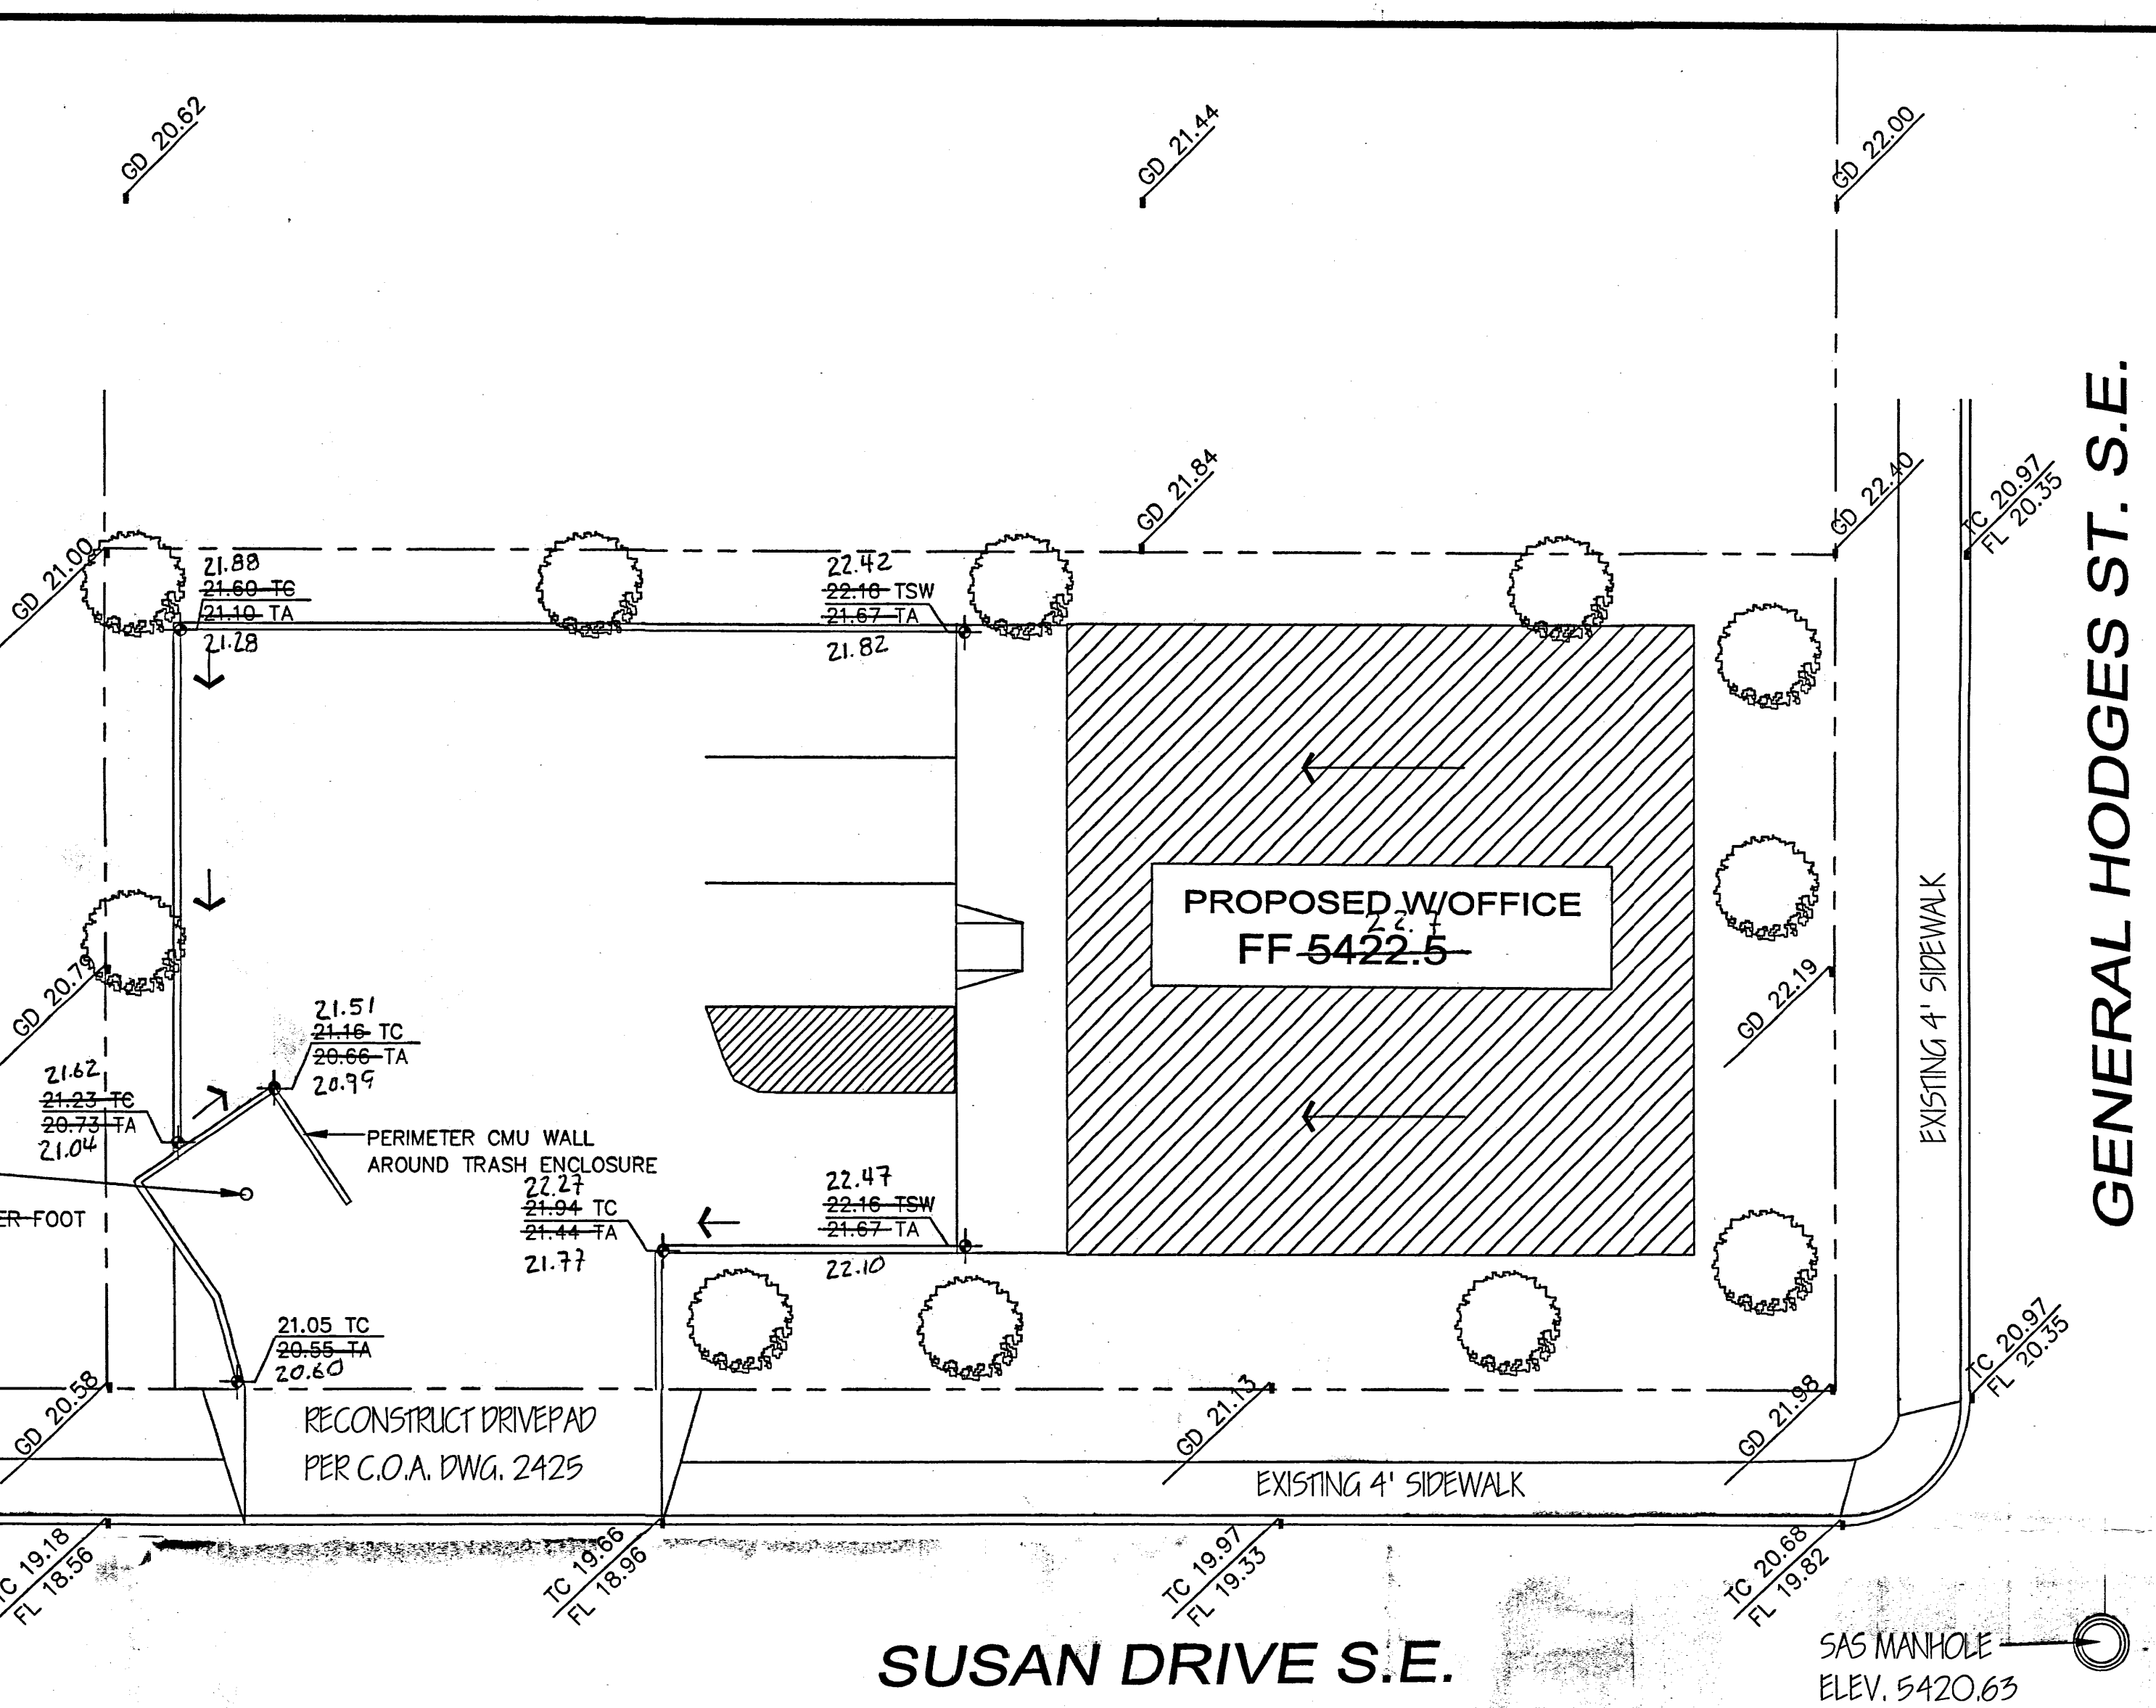 GD 20.62
GD 21.44
GD 22.00
GD 21.84
GD 22.40
TC 20.97
FL 20.35
GENERAL HODGES ST. S.E.
GD 21.00
21.88
21.60 TC
21.10 TA
21.28
22.42
22.18 TSW
21.67 TA
21.82
PROPOSED W/OFFICE
22.7
FF 5422.5
EXISTING 4' SIDEWALK
GD 20.79
GD 22.19
21.51
21.16 TC
20.66 TA
20.99
21.62
21.23 TC
20.73 TA
21.04
PERIMETER CMU WALL
AROUND TRASH ENCLOSURE
ER FOOT
22.27
21.94 TC
21.44 TA
21.77
22.47
22.16 TSW
21.67 TA
22.10
21.05 TC
20.55 TA
20.60
TC 20.97
FL 20.35
GD 20.58
GD 21.13
GD 21.98
RECONSTRUCT DRIVEPAD
PER C.O.A. DWG. 2425
EXISTING 4' SIDEWALK
TC 19.18
FL 18.56
TC 19.66
FL 18.96
TC 19.97
FL 19.33
TC 20.68
FL 19.82
SUSAN DRIVE S.E.
SAS MANHOLE
ELEV. 5420.63